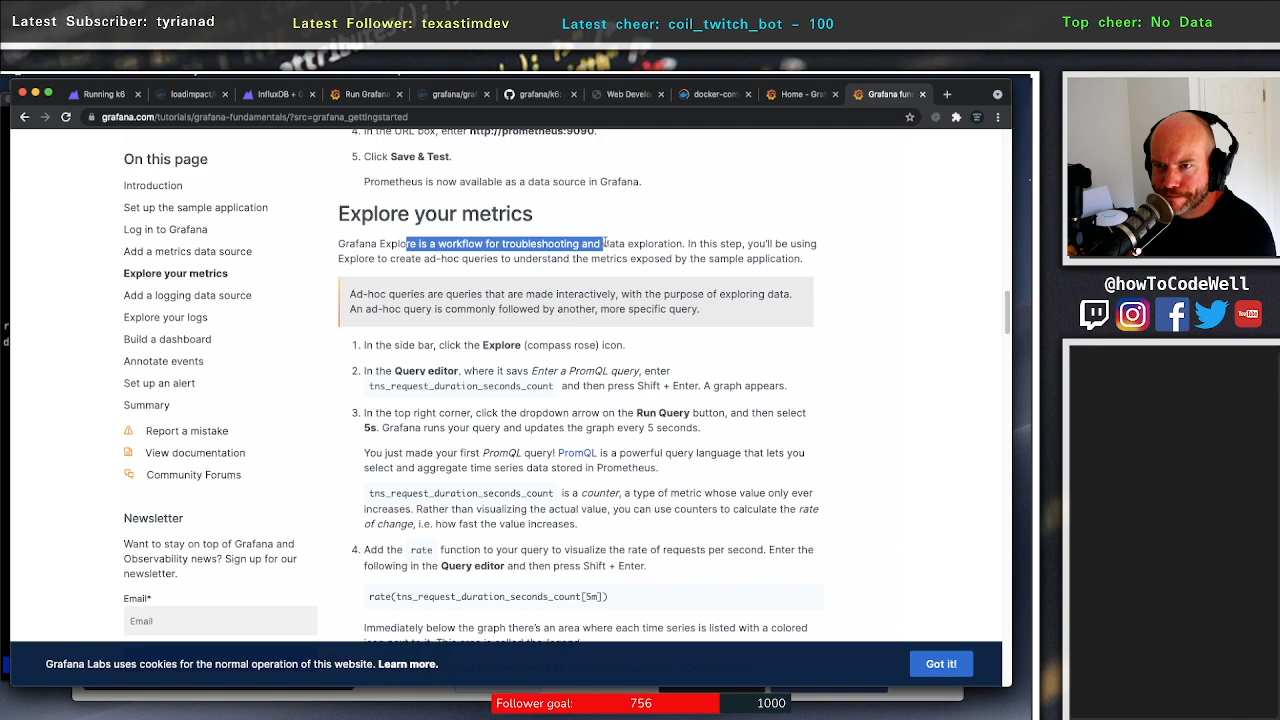 Latest Subscriber: tyrianad
Latest Follower: texastimdev
Latest cheer: coil_twitch_bot - 100
Top cheer: No Data
Running k6
loadimpact/
InfluxDB + G
Run Grafana
grafana/graf
grafana/k6:
Web Develo
docker-com
Home - Graf
Grafana fun
grafana.com/tutorials/grafana-fundamentals/?src=grafana_gettingstarted
On this page
Introduction
Set up the sample application
Log in to Grafana
Add a metrics data source
Explore your metrics
Add a logging data source
Explore your logs
Build a dashboard
Annotate events
Set up an alert
Summary
Report a mistake
View documentation
Community Forums
Newsletter
Want to stay on top of Grafana and
Observability news? Sign up for our
newsletter.
Email*
Email
4. In the URL box, enter http://prometheus:9090.
5. Click Save & Test.
Prometheus is now available as a data source in Grafana.
Explore your metrics
Grafana Explore is a workflow for troubleshooting and data exploration. In this step, you'll be using
Explore to create ad-hoc queries to understand the metrics exposed by the sample application.
Ad-hoc queries are queries that are made interactively, with the purpose of exploring data.
An ad-hoc query is commonly followed by another, more specific query.
1. In the side bar, click the Explore (compass rose) icon.
2. In the Query editor, where it says Enter a PromQL query, enter
tns_request_duration_seconds_count and then press Shift + Enter. A graph appears.
3. In the top right corner, click the dropdown arrow on the Run Query button, and then select
5s. Grafana runs your query and updates the graph every 5 seconds.
You just made your first PromQL query! PromQL is a powerful query language that lets you
select and aggregate time series data stored in Prometheus.
tns_request_duration_seconds_count is a counter, a type of metric whose value only ever
increases. Rather than visualizing the actual value, you can use counters to calculate the rate
of change, i.e. how fast the value increases.
4. Add the rate function to your query to visualize the rate of requests per second. Enter the
following in the Query editor and then press Shift + Enter.
rate(tns_request_duration_seconds_count[5m])
Immediately below the graph there's an area where each time series is listed with a colored
Grafana Labs uses cookies for the normal operation of this website. Learn more.
Got it!
@howToCodeWell
You Tube
Follower goal: 756 1000